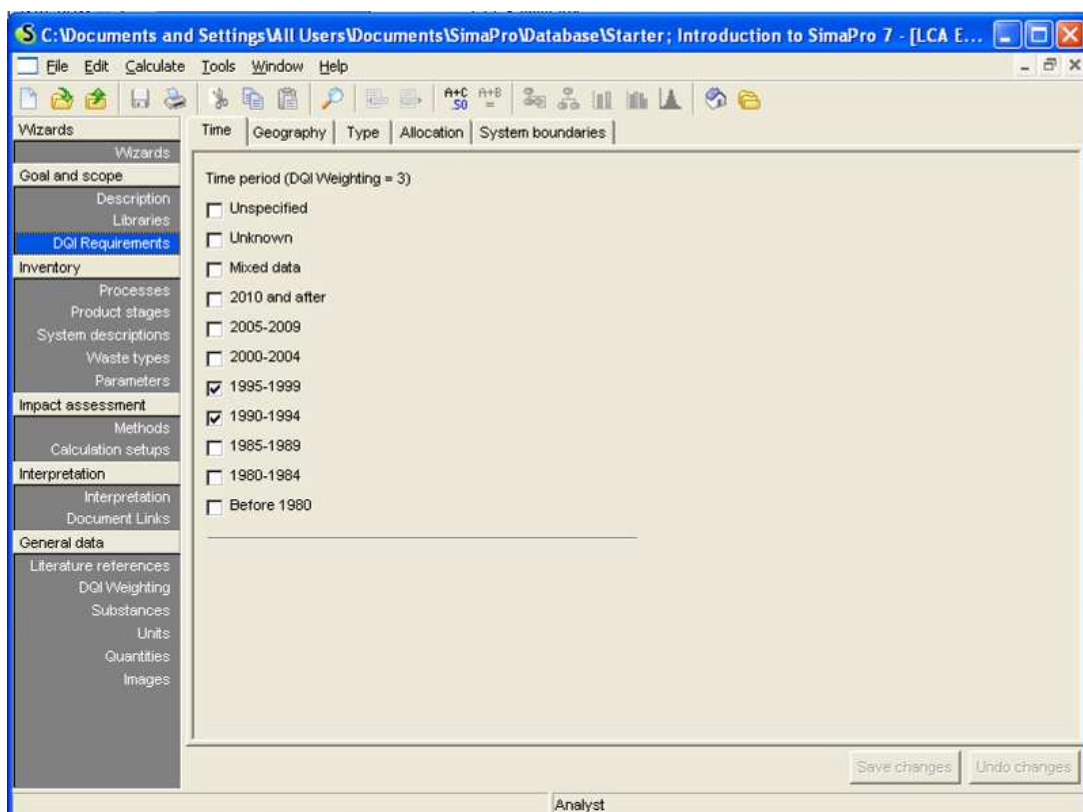 C:\Documents and Settings\All Users\Documents\SimaPro\Database\Starter; Introduction to SimaPro 7 - [LCA E...
File Edit Calculate Tools Window Help
A+C
50
A+B
=
Wizards
Wizards
Goal and scope
Description
Libraries
DQI Requirements
Inventory
Processes
Product stages
System descriptions
Waste types
Parameters
Impact assessment
Methods
Calculation setups
Interpretation
Interpretation
Document Links
General data
Literature references
DQI Weighting
Substances
Units
Quantities
Images
Time Geography Type Allocation System boundaries
Time period (DQI Weighting = 3)
Unspecified
Unknown
Mixed data
2010 and after
2005-2009
2000-2004
1995-1999
1990-1994
1985-1989
1980-1984
Before 1980
Save changes Undo changes
Analyst